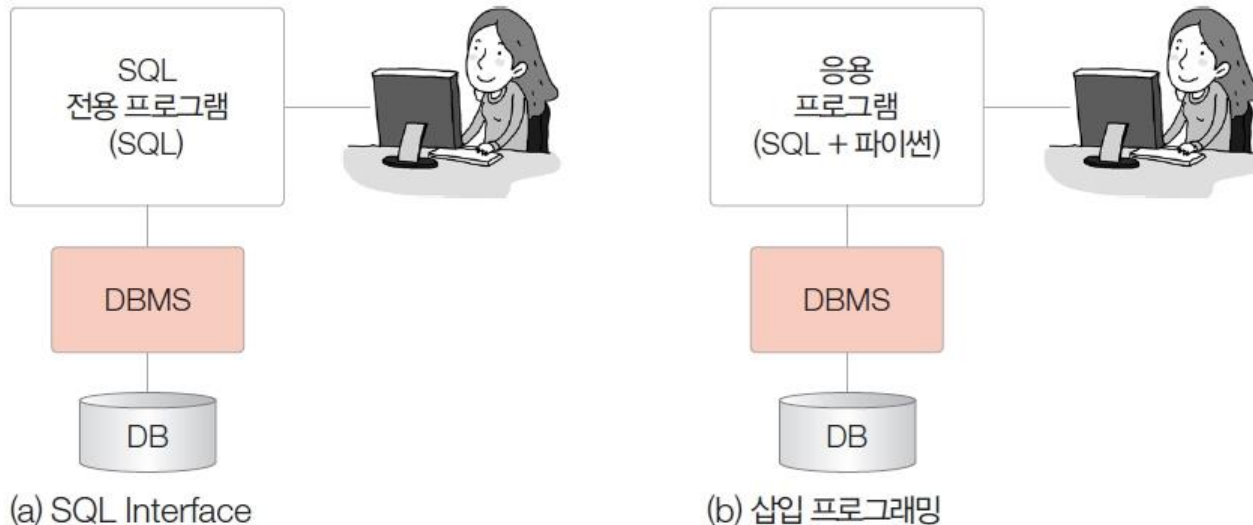 SQL
전용 프로그램
(SQL)
DBMS
DB
(a) SQL Interface
응용
프로그램
(SQL + 파이썬)
DBMS
DB
(b) 삽입 프로그래밍